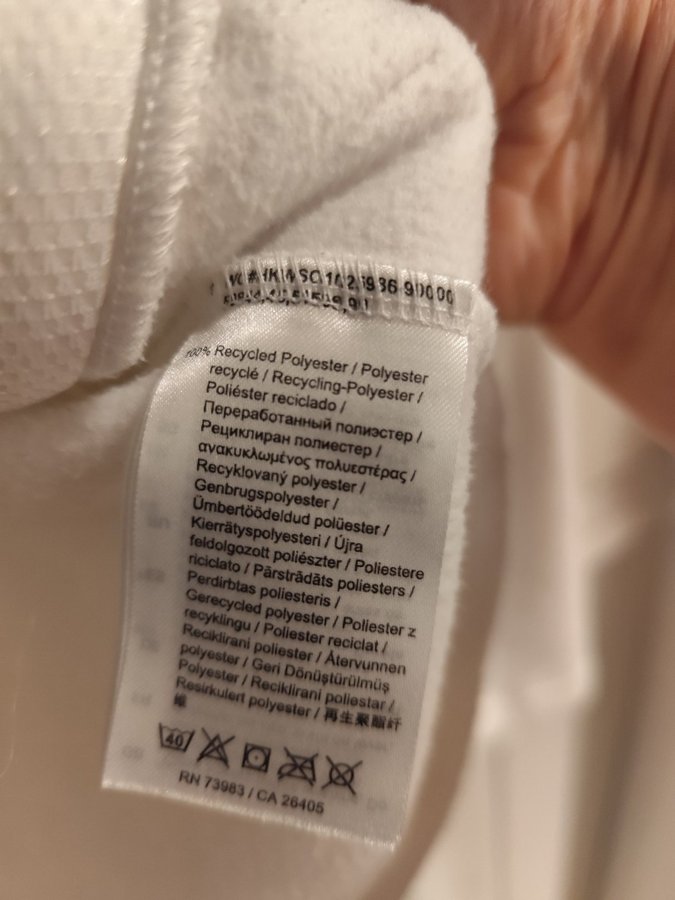 100% Recycled Polyester / Polyester
recyclé / Recycling-Polyester /
Poliéster reciclado /
Переработанный полиэстер /
Рециклиран полиестер /
ανακυκλωμένος πολυεστέρας /
Recyklovaný polyester /
Genbrugspolyester /
Ümbertöödeldud polüester /
Kierrätyspolyesteri / Újra
feldolgozott poliészter / Poliestere
riciclato / Pārstrādāts poliesters /
Perdirbtas poliesteris /
Gerecycled polyester / Poliester z
recyklingu / Poliester reciclat /
Reciklirani poliester / Återvunnen
polyester / Geri Dönüştürülmüş
Polyester / Reciklirani poliestar /
Resirkulert polyester / 再生聚酯纤
维
40
RN 73983 / CA 26405